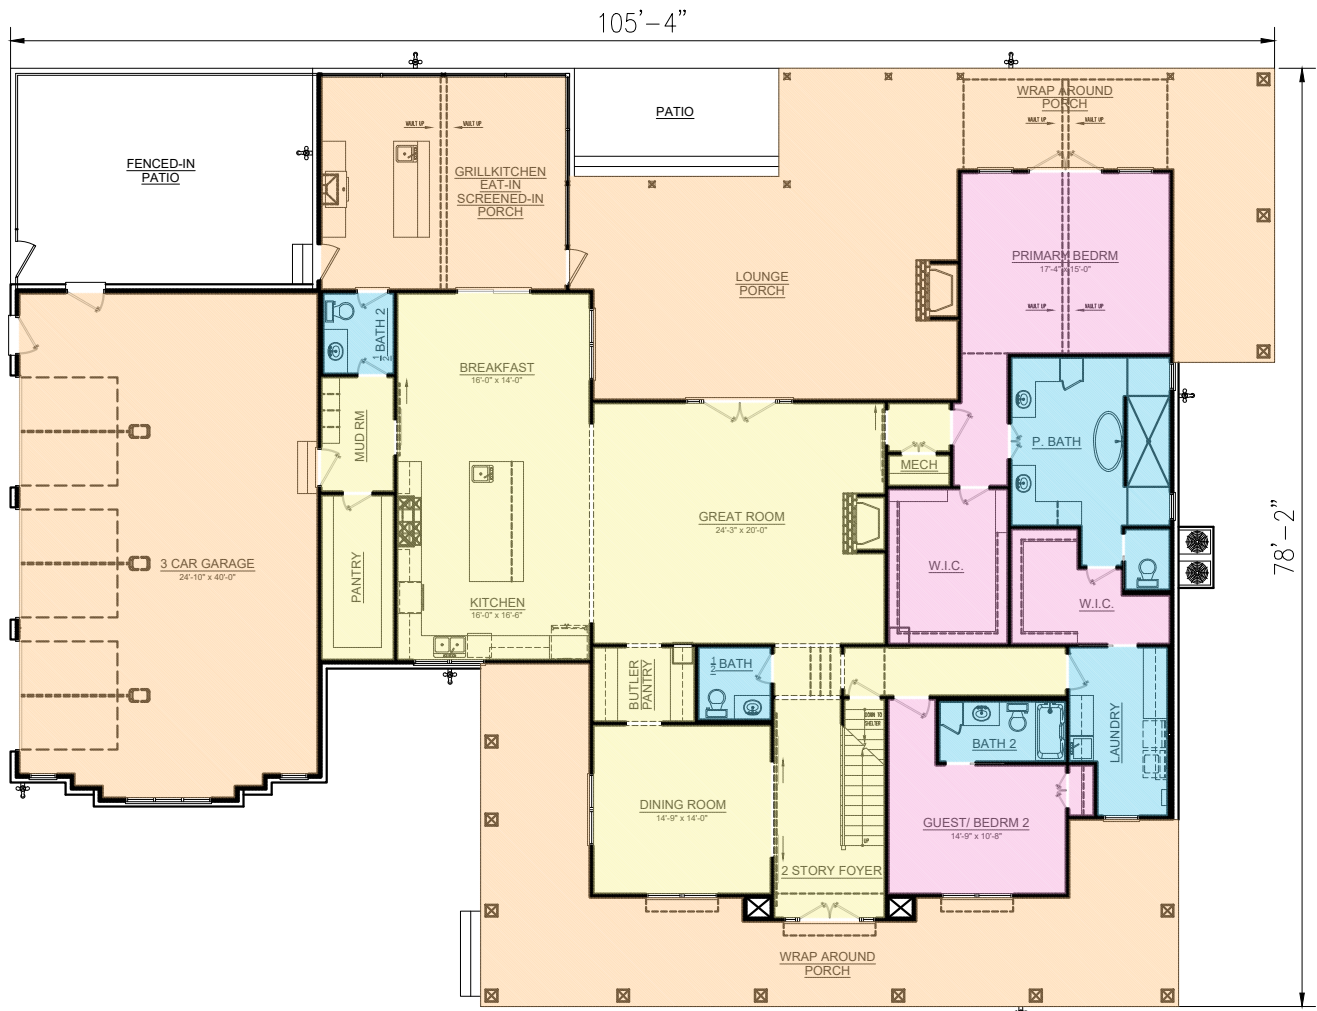 105'-4"
WRAP AROUND
PORCH
VAULT UP
VAULT UP
PATIO
VAULT UP
VAULT UP
FENCED-IN
PATIO
GRILLKITCHEN
EAT-IN
SCREENED-IN
PORCH
PRIMARY BEDRM
17'-4" x 15'-0"
LOUNGE
PORCH
VAULT UP
VAULT UP
1/2 BATH 2
BREAKFAST
16'-0" x 14'-0"
MUD RM
P. BATH
MECH
GREAT ROOM
24'-3" x 20'-0"
78'-2"
3 CAR GARAGE
24'-10" x 40'-0"
PANTRY
W.I.C.
KITCHEN
16'-0" x 16'-6"
W.I.C.
BUTLER
PANTRY
1/2 BATH
DOWN TO
SHELTER
BATH 2
LAUNDRY
DINING ROOM
14'-9" x 14'-0"
GUEST/ BEDRM 2
14'-9" x 10'-8"
UP
2 STORY FOYER
WRAP AROUND
PORCH